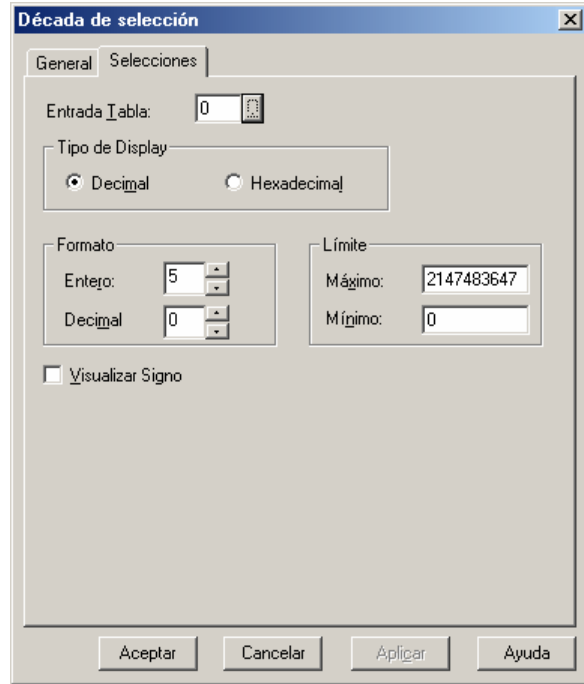 Década de selección
General Selecciones
Entrada Tabla: 0
Tipo de Display
Decimal Hexadecimal
Formato Límite
Entero: 5 Máximo: 2147483647
Decimal 0 Mínimo: 0
Visualizar Signo
Aceptar Cancelar Aplicar Ayuda